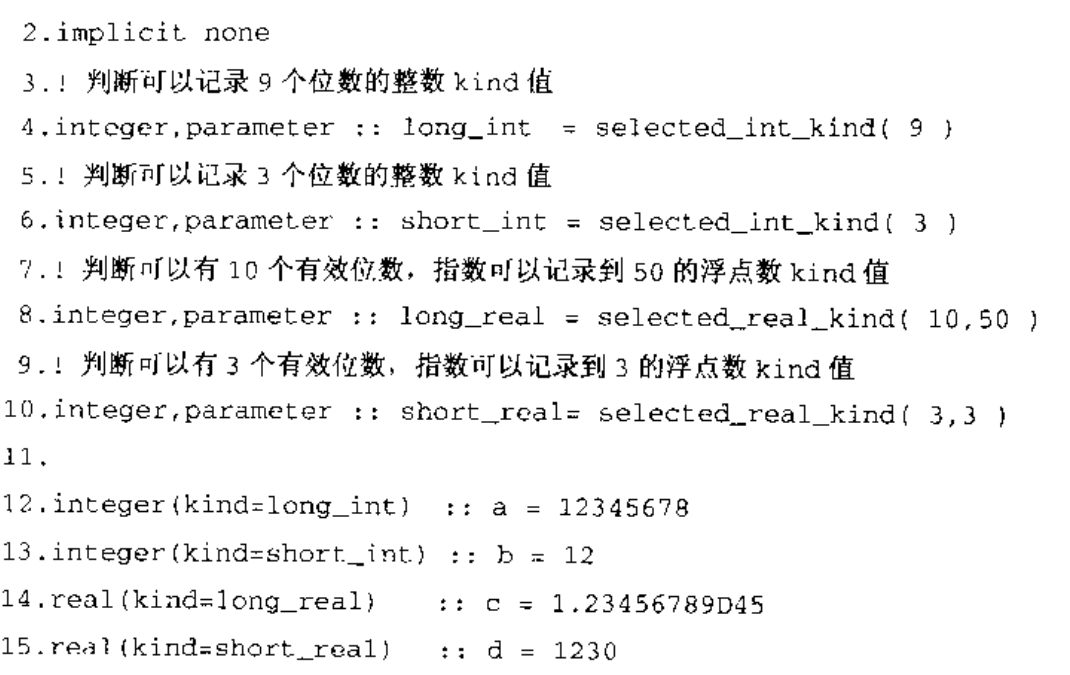 2.implicit none
3.! 判断可以记录 9 个位数的整数 kind 值
4.integer,parameter :: long_int = selected_int_kind( 9 )
5.! 判断可以记录 3 个位数的整数 kind 值
6.integer,parameter :: short_int = selected_int_kind( 3 )
7.! 判断可以有 10 个有效位数，指数可以记录到 50 的浮点数 kind 值
8.integer,parameter :: long_real = selected_real_kind( 10,50 )
9.! 判断可以有 3 个有效位数，指数可以记录到 3 的浮点数 kind 值
10.integer,parameter :: short_real= selected_real_kind( 3,3 )
11.
12.integer(kind=long_int) :: a = 12345678
13.integer(kind=short_int) :: b = 12
14.real(kind=long_real) :: c = 1.23456789D45
15.real(kind=short_real) :: d = 1230